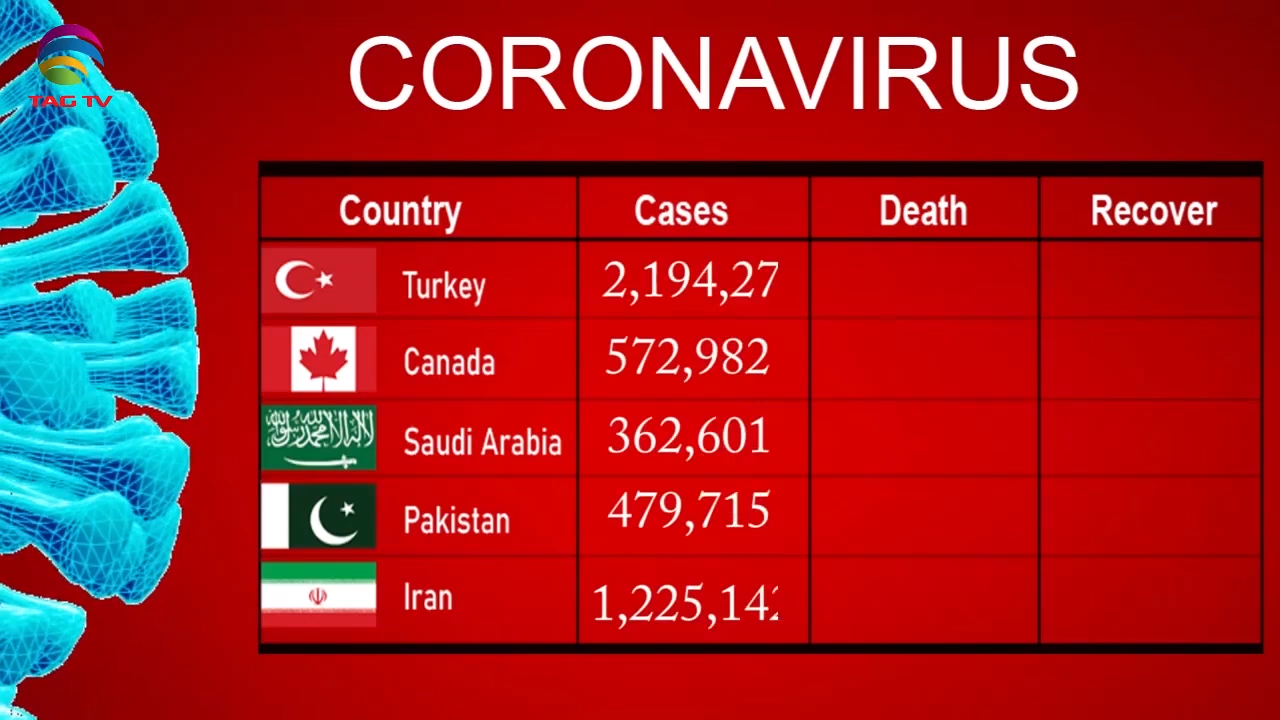 TAG TV
CORONAVIRUS
Country Cases Death Recover
Turkey 2,194,27
Canada 572,982
Saudi Arabia 362,601
Pakistan 479,715
Iran 1,225,14